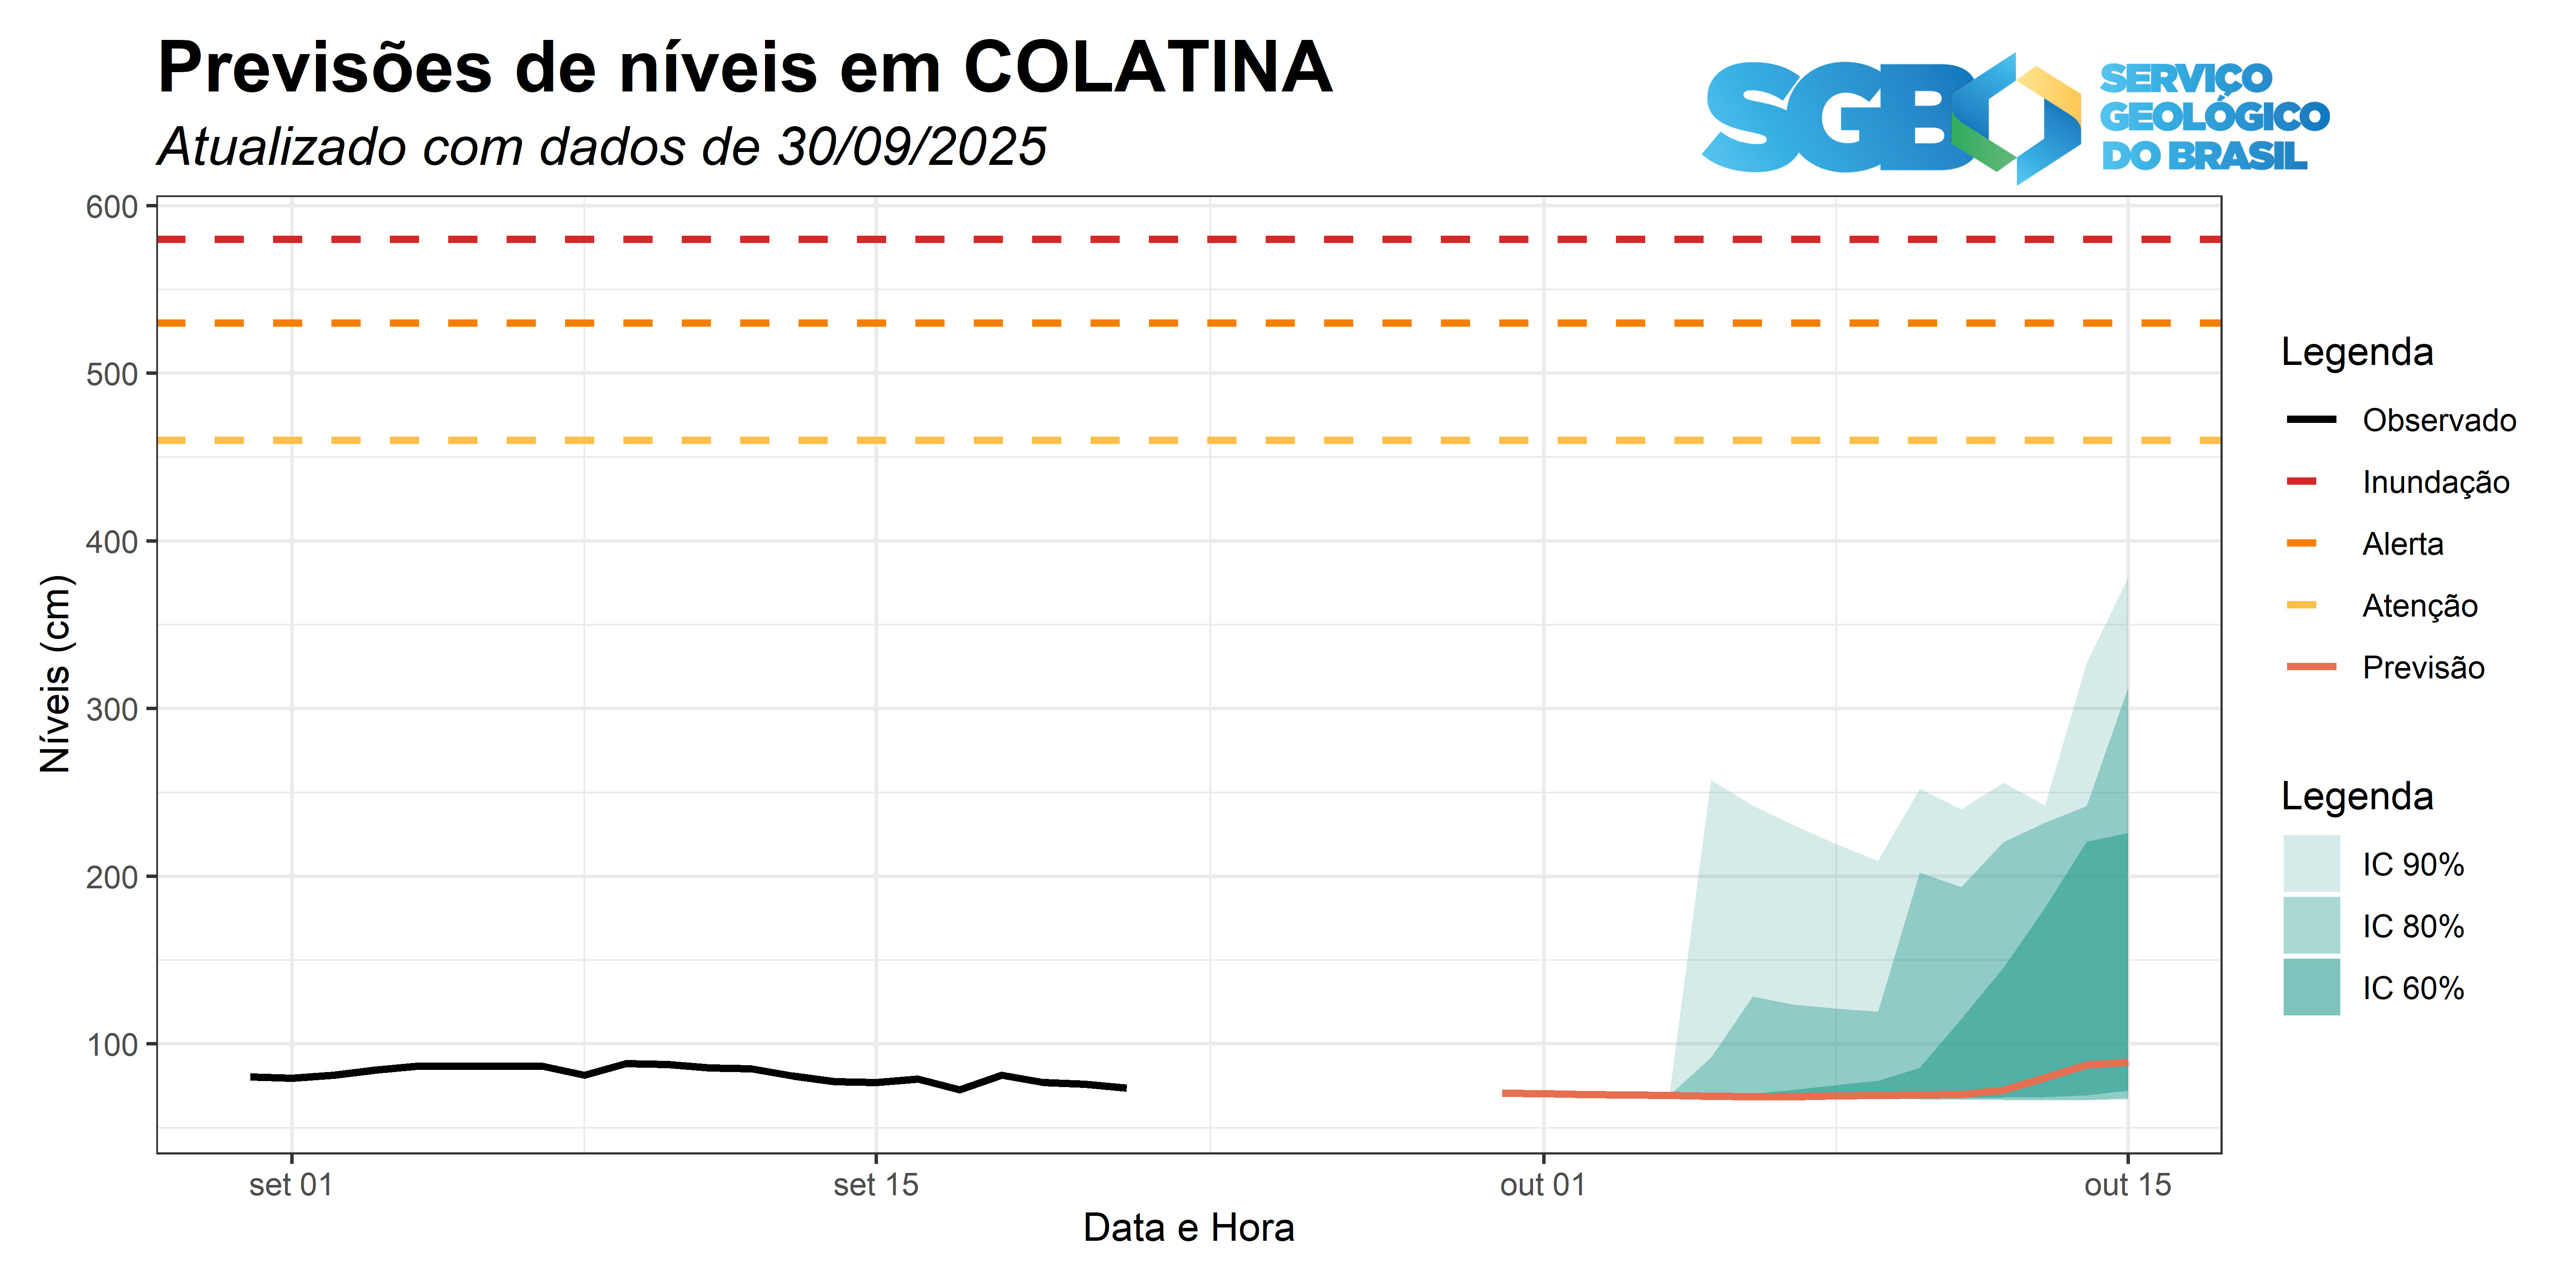 Previsões de níveis em COLATINA
Atualizado com dados de 30/09/2025
SGB
SERVIÇO
GEOLÓGICO
DO BRASIL
600
500
400
300
200
100
Níveis (cm)
set 01
set 15
out 01
out 15
Data e Hora
Legenda
Observado
Inundação
Alerta
Atenção
Previsão
Legenda
IC 90%
IC 80%
IC 60%